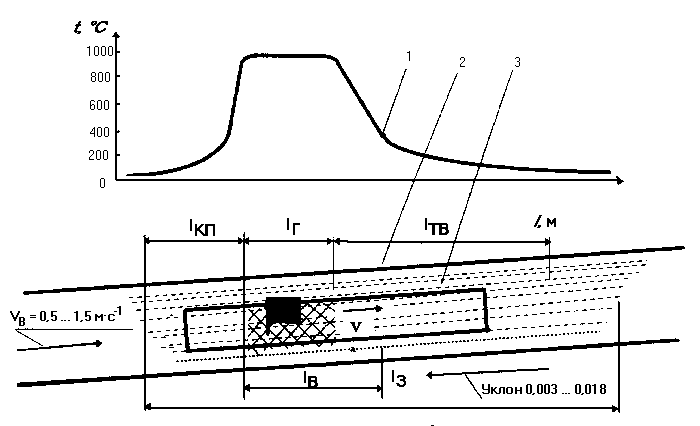 t, °C
1000
800
600
400
200
0
1
2
3
lКП
lГ
lТВ
l, м
VВ = 0,5 ... 1,5 м·с-1
V
lВ
lЗ
Уклон 0,003 ... 0,018